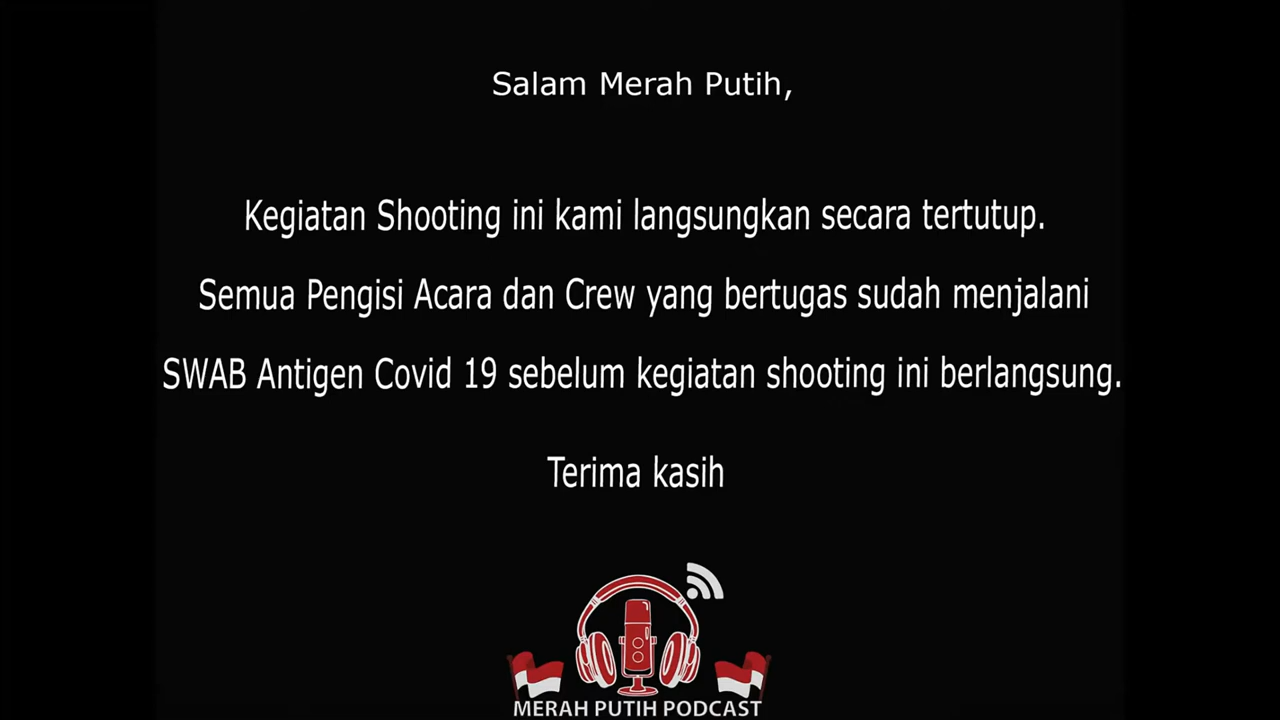 Salam Merah Putih,
Kegiatan Shooting ini kami langsungkan secara tertutup.
Semua Pengisi Acara dan Crew yang bertugas sudah menjalani
SWAB Antigen Covid 19 sebelum kegiatan shooting ini berlangsung.
Terima kasih
MERAH PUTIH PODCAST